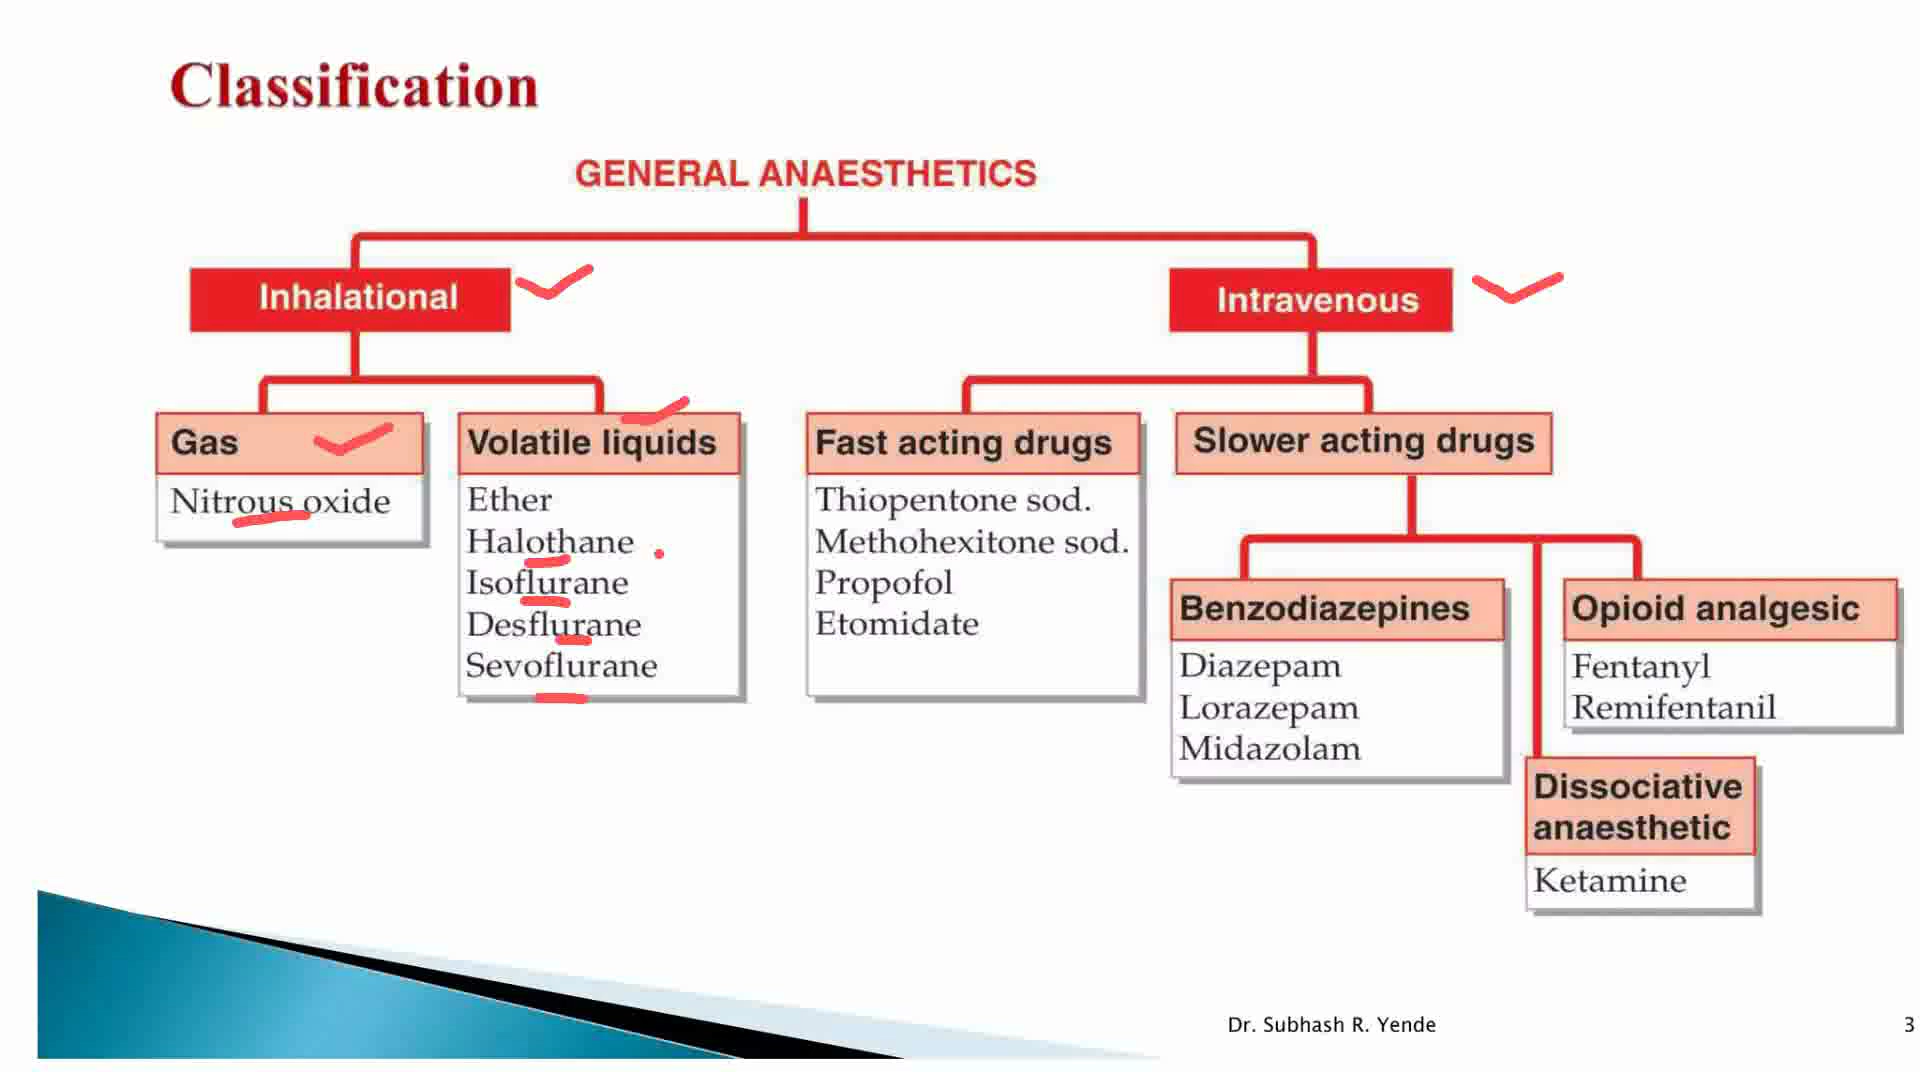 Classification
GENERAL ANAESTHETICS
Inhalational
Intravenous
Gas
Nitrous oxide
Volatile liquids
Ether
Halothane
Isoflurane
Desflurane
Sevoflurane
Fast acting drugs
Thiopentone sod.
Methohexitone sod.
Propofol
Etomidate
Slower acting drugs
Benzodiazepines
Diazepam
Lorazepam
Midazolam
Opioid analgesic
Fentanyl
Remifentanil
Dissociative
anaesthetic
Ketamine
Dr. Subhash R. Yende
3